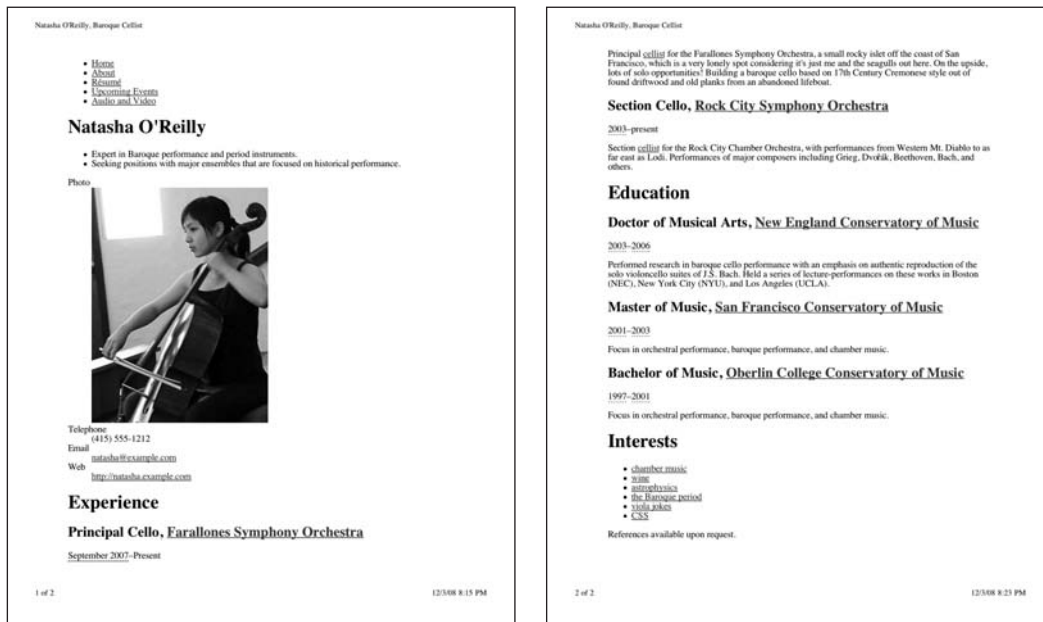 Natasha O'Reilly, Baroque Cellist
Home
About
Résumé
Upcoming Events
Audio and Video
Natasha O'Reilly
Expert in Baroque performance and period instruments.
Seeking positions with major ensembles that are focused on historical performance.
Photo
Telephone
(415) 555-1212
Email
natasha@example.com
Web
http://natasha.example.com
Experience
Principal Cello, Farallones Symphony Orchestra
September 2007–Present
1 of 2
12/3/08 8:15 PM
Natasha O'Reilly, Baroque Cellist
Principal cellist for the Farallones Symphony Orchestra, a small rocky islet off the coast of San
Francisco, which is a very lonely spot considering it's just me and the seagulls out here. On the upside,
lots of solo opportunities! Building a baroque cello based on 17th Century Cremonese style out of
found driftwood and old planks from an abandoned lifeboat.
Section Cello, Rock City Symphony Orchestra
2003–present
Section cellist for the Rock City Chamber Orchestra, with performances from Western Mt. Diablo to as
far east as Lodi. Performances of major composers including Grieg, Dvořák, Beethoven, Bach, and
others.
Education
Doctor of Musical Arts, New England Conservatory of Music
2003–2006
Performed research in baroque cello performance with an emphasis on authentic reproduction of the
solo violoncello suites of J.S. Bach. Held a series of lecture-performances on these works in Boston
(NEC), New York City (NYU), and Los Angeles (UCLA).
Master of Music, San Francisco Conservatory of Music
2001–2003
Focus in orchestral performance, baroque performance, and chamber music.
Bachelor of Music, Oberlin College Conservatory of Music
1997–2001
Focus in orchestral performance, baroque performance, and chamber music.
Interests
chamber music
wine
astrophysics
the Baroque period
viola jokes
CSS
References available upon request.
2 of 2
12/3/08 8:23 PM